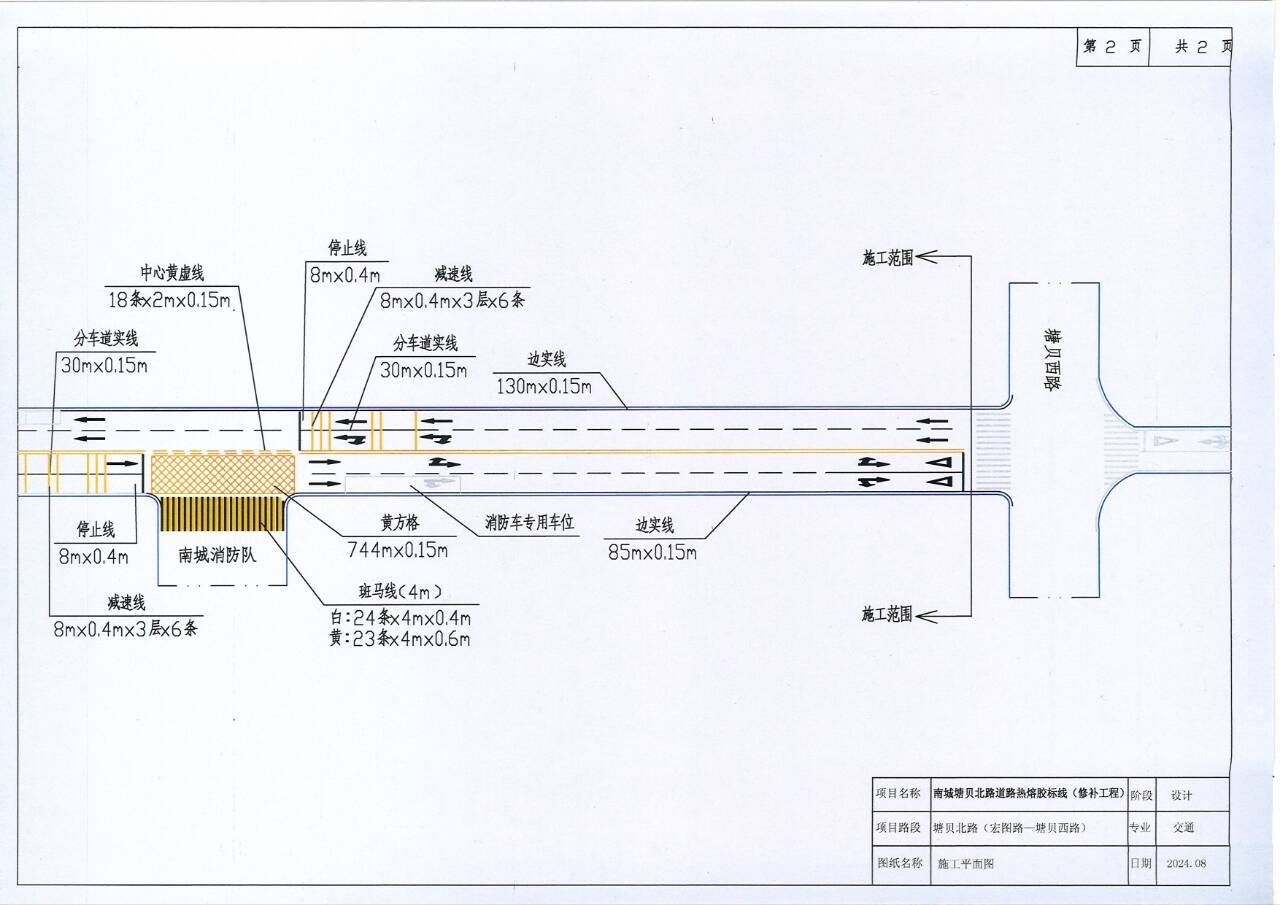 第 2 页 共 2 页
停止线
8m×0.4m
中心黄虚线
18条×2m×0.15m
减速线
8m×0.4m×3层×6条
施工范围
分车道实线
30m×0.15m
分车道实线
30m×0.15m
边实线
130m×0.15m
塘贝西路
停止线
8m×0.4m
南城消防队
黄方格
744m×0.15m
消防车专用车位
边实线
85m×0.15m
减速线
8m×0.4m×3层×6条
斑马线(4m)
白:24条×4m×0.4m
黄:23条×4m×0.6m
施工范围
项目名称 南城塘贝北路道路热熔胶标线（修补工程） 阶段 设计
项目路段 塘贝北路（宏图路—塘贝西路） 专业 交通
图纸名称 施工平面图 日期 2024.08